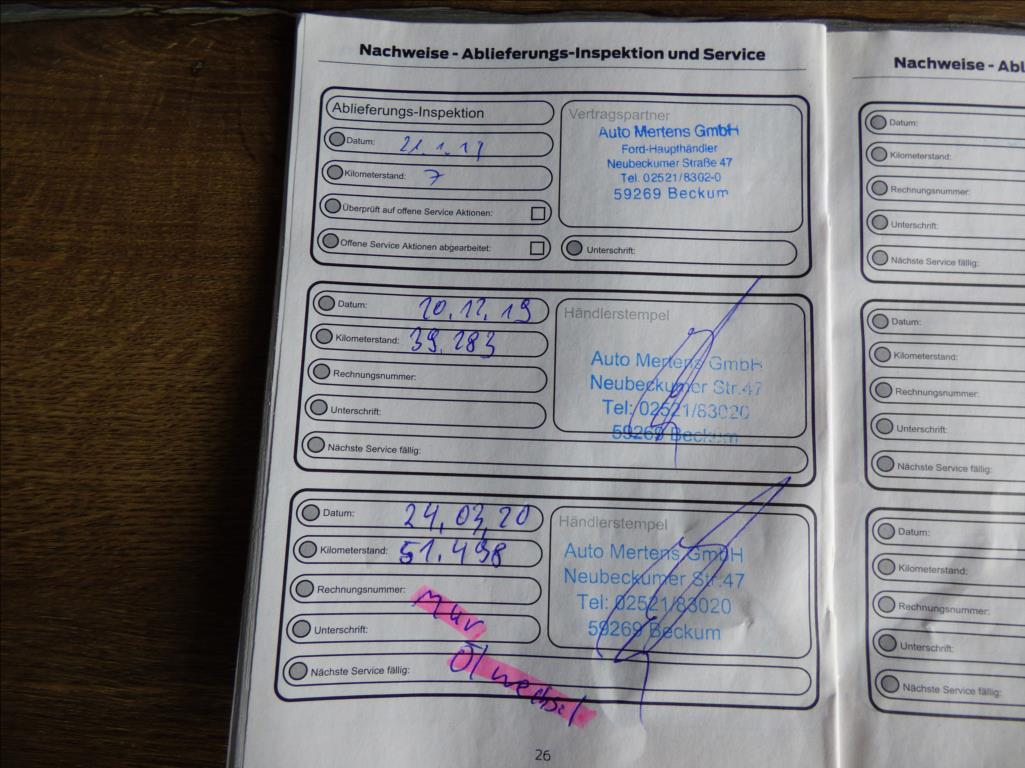 Nachweise - Ablieferungs-Inspektion und Service
Ablieferungs-Inspektion
Datum: 21.1.19
Kilometerstand: 7
Überprüft auf offene Service Aktionen:
Offene Service Aktionen abgearbeitet:
Vertragspartner
Auto Mertens GmbH
Ford-Haupthändler
Neubeckumer Straße 47
Tel. 02521/8302-0
59269 Beckum
Unterschrift:
Datum: 10.12.19
Kilometerstand: 39.283
Rechnungsnummer:
Unterschrift:
Nächste Service fällig:
Händlerstempel
Auto Mertens GmbH
Neubeckumer Str.47
Tel: 02521/83020
59269 Beckum
Datum: 24,03,20
Kilometerstand: 51.498
Rechnungsnummer:
nur
Unterschrift:
Nächste Service fällig: Ölwechsel
Händlerstempel
Auto Mertens GmbH
Neubeckumer Str.47
Tel: 02521/83020
59269 Beckum
26
Nachweise - Abl
Datum:
Kilometerstand:
Rechnungsnummer:
Unterschrift:
Nächste Service fällig:
Datum:
Kilometerstand:
Rechnungsnummer:
Unterschrift:
Nächste Service fällig:
Datum:
Kilometerstand:
Rechnungsnummer:
Unterschrift:
Nächste Service fällig: